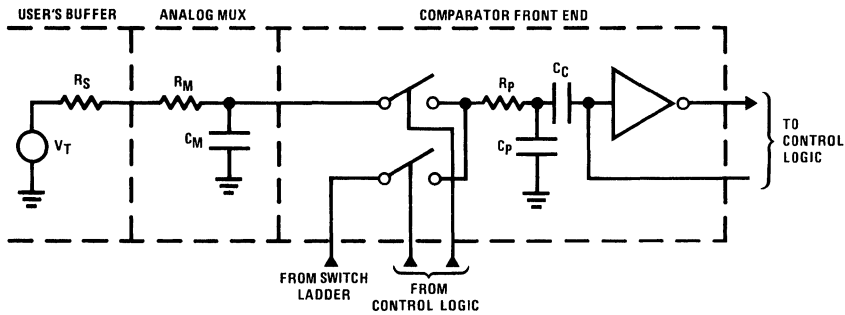 USER'S BUFFER
ANALOG MUX
COMPARATOR FRONT END
RS
RM
RP
CC
VT
CM
CP
TO
CONTROL
LOGIC
FROM SWITCH
LADDER
FROM
CONTROL LOGIC